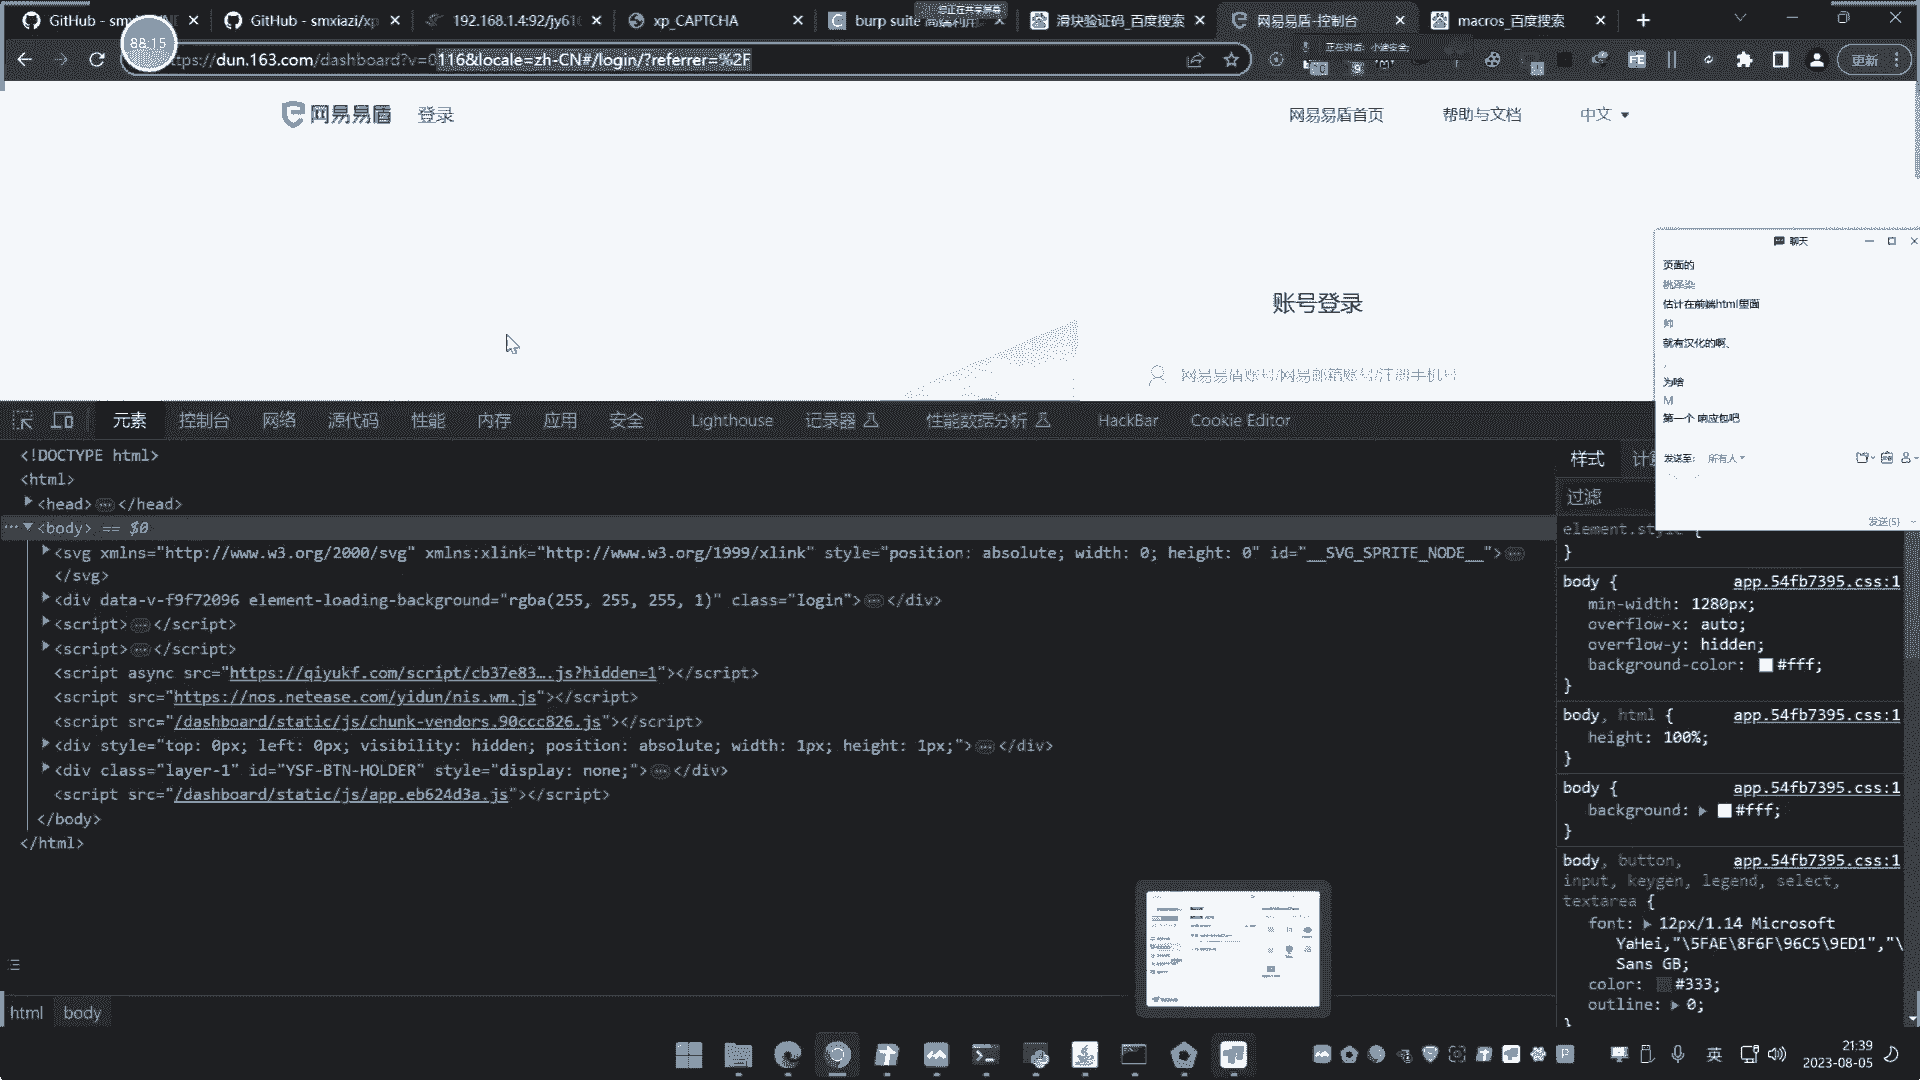 GitHub - sm
GitHub - smxiazi/xp
192.168.1.4:92/jy61
xp_CAPTCHA
burp suite
滑块验证码_百度搜索
网易易盾-控制台
macros_百度搜索
88:15
ttps://dun.163.com/dashboard?v=0116&locale=zh-CN#/login/?referrer=%2F
正在讲话: 小迪安全;
更新
网易易盾
登录
网易易盾首页
帮助与文档
中文
账号登录
网易易盾账号/网易邮箱账号/注册手机号
聊天
页面的
桃泽染
估计在前端html里面
帅
就有汉化的啊、
为啥
M
第一个 响应包吧
发送至: 所有人
发送(S)
元素
控制台
网络
源代码
性能
内存
应用
安全
Lighthouse
记录器
性能数据分析
HackBar
Cookie Editor
<!DOCTYPE html>
<html>
<head>…</head>
<body> == $0
<svg xmlns="http://www.w3.org/2000/svg" xmlns:xlink="http://www.w3.org/1999/xlink" style="position: absolute; width: 0; height: 0" id="__SVG_SPRITE_NODE__">…
</svg>
<div data-v-f9f72096 element-loading-background="rgba(255, 255, 255, 1)" class="login">…</div>
<script>…</script>
<script>…</script>
<script async src="https://qiyukf.com/script/cb37e83….js?hidden=1"></script>
<script src="https://nos.netease.com/yidun/nis.wm.js"></script>
<script src="/dashboard/static/js/chunk-vendors.90ccc826.js"></script>
<div style="top: 0px; left: 0px; visibility: hidden; position: absolute; width: 1px; height: 1px;">…</div>
<div class="layer-1" id="YSF-BTN-HOLDER" style="display: none;">…</div>
<script src="/dashboard/static/js/app.eb624d3a.js"></script>
</body>
</html>
html
body
样式
过滤
element.style {
}
body {
app.54fb7395.css:1
min-width: 1280px;
overflow-x: auto;
overflow-y: hidden;
background-color: #fff;
}
body, html {
app.54fb7395.css:1
height: 100%;
}
body {
app.54fb7395.css:1
background: #fff;
}
body, button,
app.54fb7395.css:1
input, keygen, legend, select,
textarea {
font: 12px/1.14 Microsoft
YaHei,"\5FAE\8F6F\96C5\9ED1","\
Sans GB;
color: #333;
outline: 0;
}
英
21:39
2023-08-05